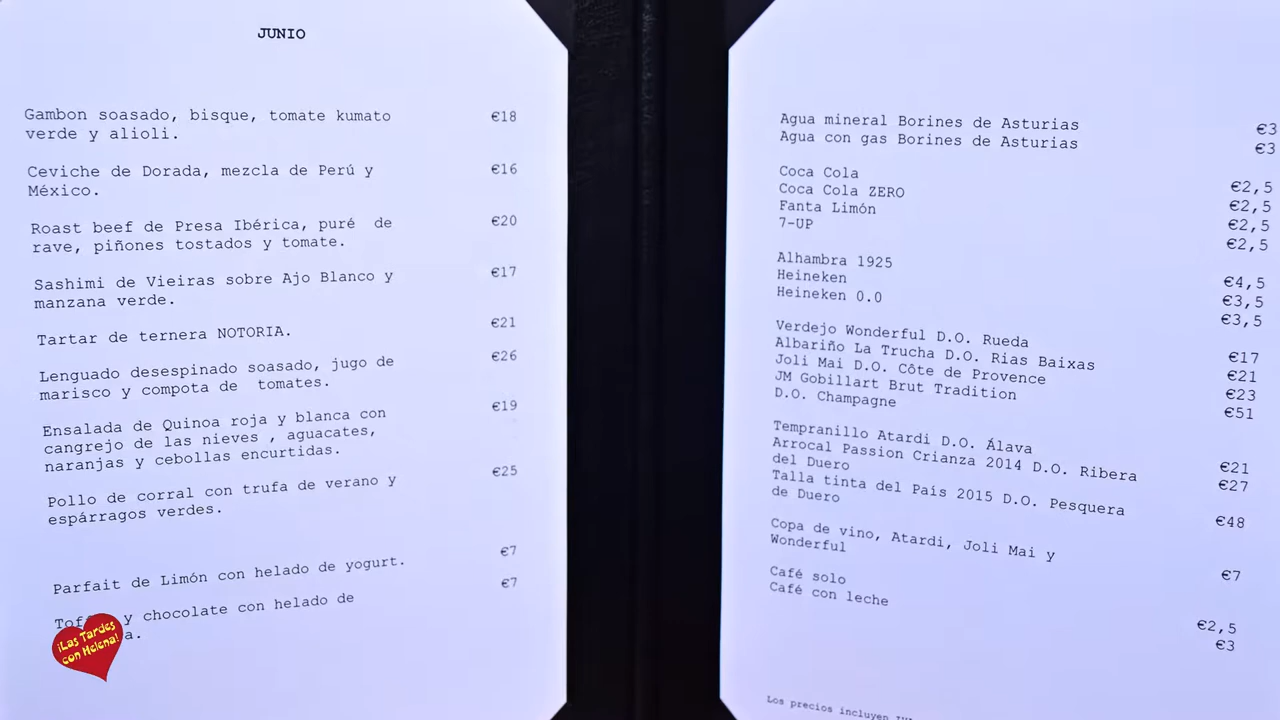 JUNIO
Gambon soasado, bisque, tomate kumato €18
verde y alioli.
Ceviche de Dorada, mezcla de Perú y €16
México.
Roast beef de Presa Ibérica, puré de €20
rave, piñones tostados y tomate.
Sashimi de Vieiras sobre Ajo Blanco y €17
manzana verde.
Tartar de ternera NOTORIA. €21
Lenguado desespinado soasado, jugo de €26
marisco y compota de tomates.
Ensalada de Quinoa roja y blanca con €19
cangrejo de las nieves , aguacates,
naranjas y cebollas encurtidas.
Pollo de corral con trufa de verano y €25
espárragos verdes.
Parfait de Limón con helado de yogurt. €7
y chocolate con helado de €7
¡Las Tardes
con Helena!
Agua mineral Borines de Asturias €3
Agua con gas Borines de Asturias €3
Coca Cola €2,5
Coca Cola ZERO €2,5
Fanta Limón €2,5
7-UP €2,5
Alhambra 1925 €4,5
Heineken €3,5
Heineken 0.0 €3,5
Verdejo Wonderful D.O. Rueda €17
Albariño La Trucha D.O. Rias Baixas €21
Joli Mai D.O. Côte de Provence €23
JM Gobillart Brut Tradition €51
D.O. Champagne
Tempranillo Atardi D.O. Álava €21
Arrocal Passion Crianza 2014 D.O. Ribera €27
del Duero
Talla tinta del País 2015 D.O. Pesquera €48
de Duero
Copa de vino, Atardi, Joli Mai y
Wonderful €7
Café solo €2,5
Café con leche €3
Los precios incluyen